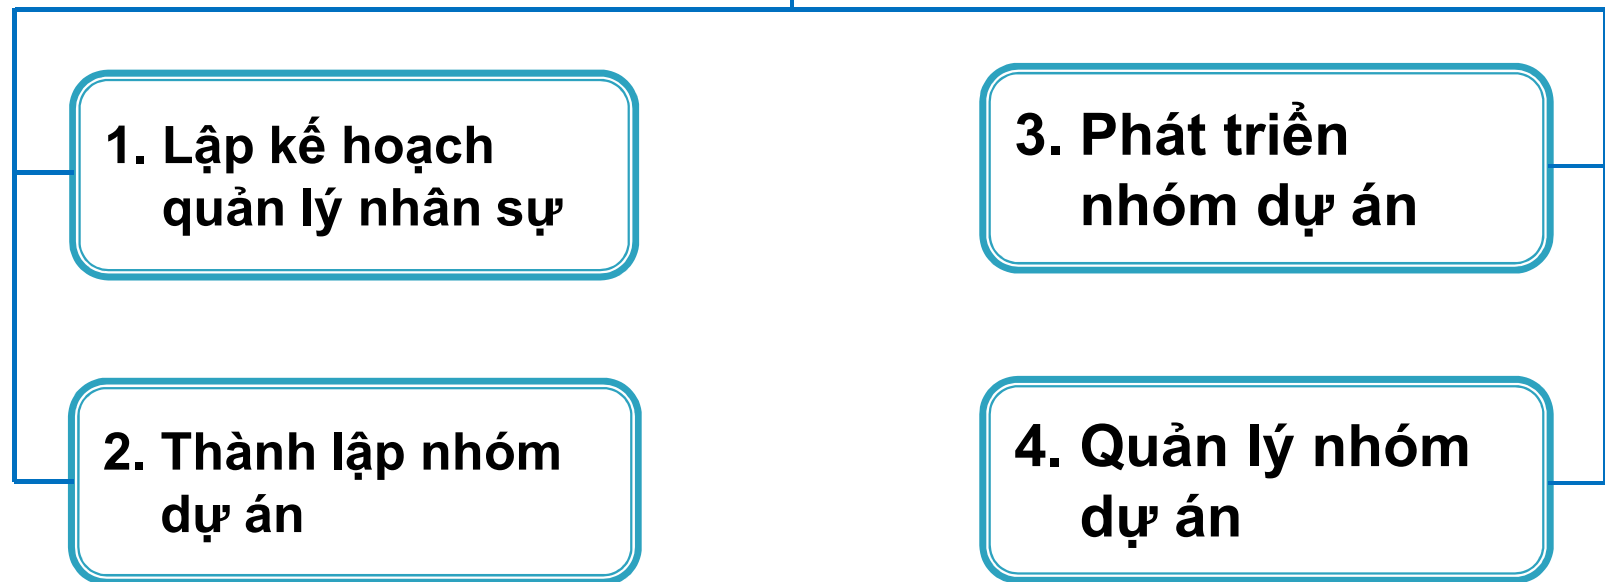 1. Lập kế hoạch
quản lý nhân sự
2. Thành lập nhóm
dự án
3. Phát triển
nhóm dự án
4. Quản lý nhóm
dự án